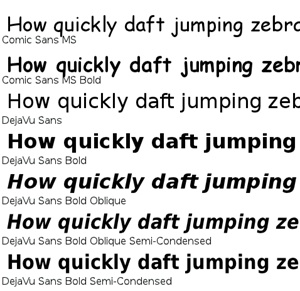 How quickly daft jumping zebra
Comic Sans MS
How quickly daft jumping zebr
Comic Sans MS Bold
How quickly daft jumping zeb
DejaVu Sans
How quickly daft jumping
DejaVu Sans Bold
How quickly daft jumping
DejaVu Sans Bold Oblique
How quickly daft jumping ze
DejaVu Sans Bold Oblique Semi-Condensed
How quickly daft jumping ze
DejaVu Sans Bold Semi-Condensed